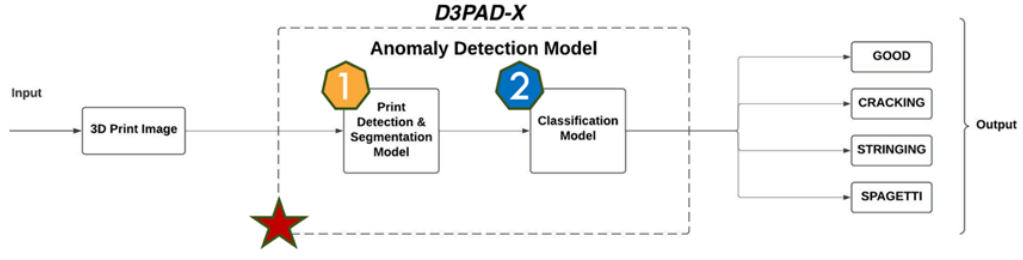 D3PAD-X
Anomaly Detection Model
Input
3D Print Image
1
Print
Detection &
Segmentation
Model
2
Classification
Model
GOOD
CRACKING
STRINGING
SPAGETTI
Output